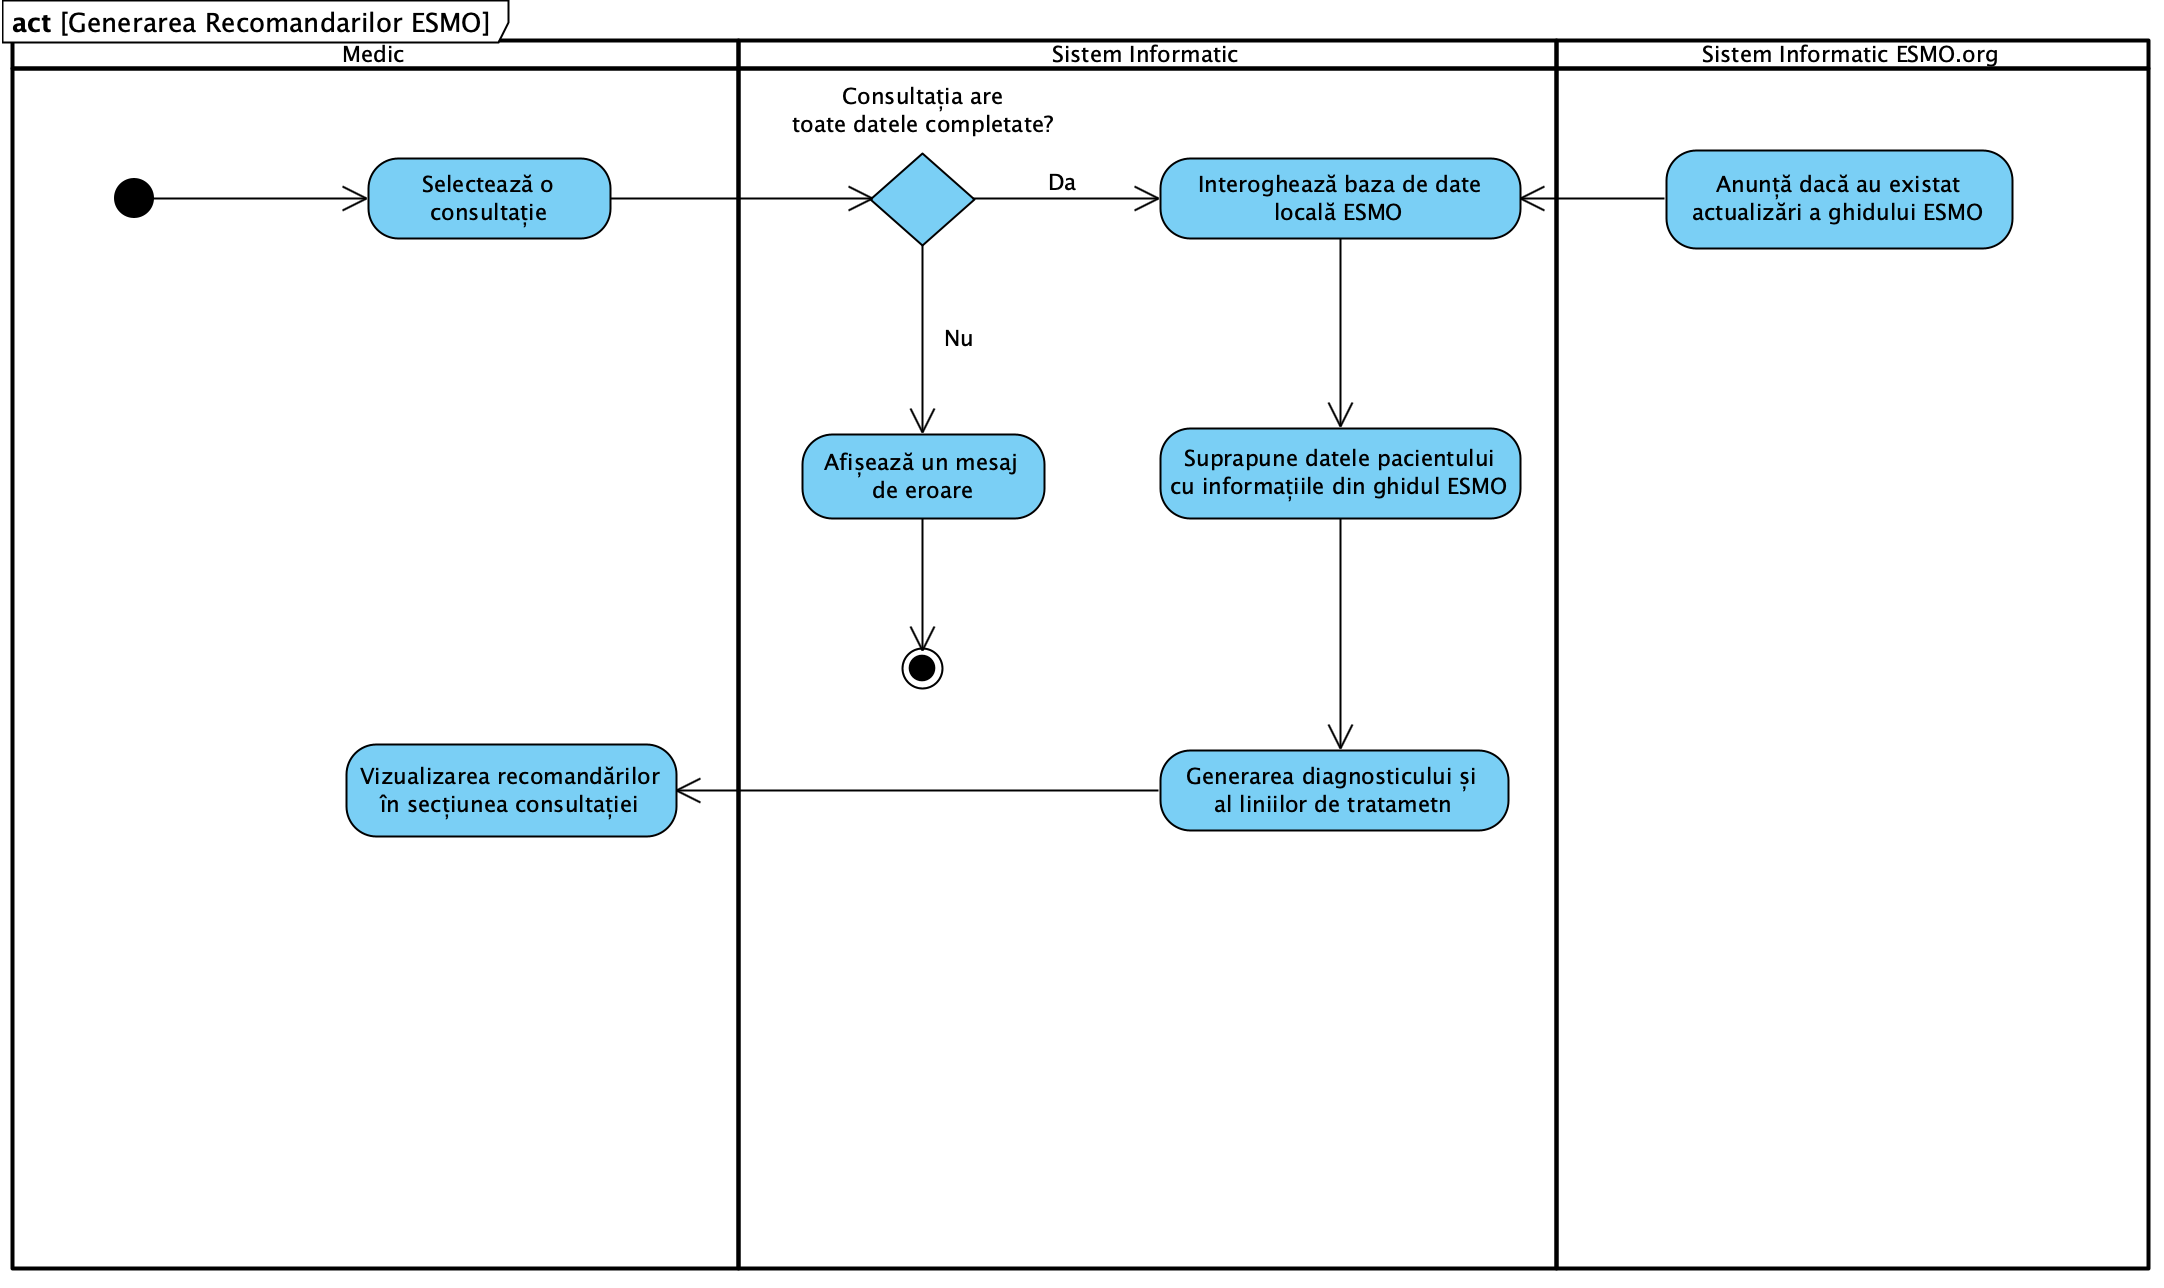 act [Generarea Recomandarilor ESMO]
Medic
Sistem Informatic
Sistem Informatic ESMO.org
Consultația are
toate datele completate?
Selectează o
consultație
Da
Interoghează baza de date
locală ESMO
Anunță dacă au existat
actualizări a ghidului ESMO
Nu
Afișează un mesaj
de eroare
Suprapune datele pacientului
cu informațiile din ghidul ESMO
Vizualizarea recomandărilor
în secțiunea consultației
Generarea diagnosticului și
al liniilor de tratametn